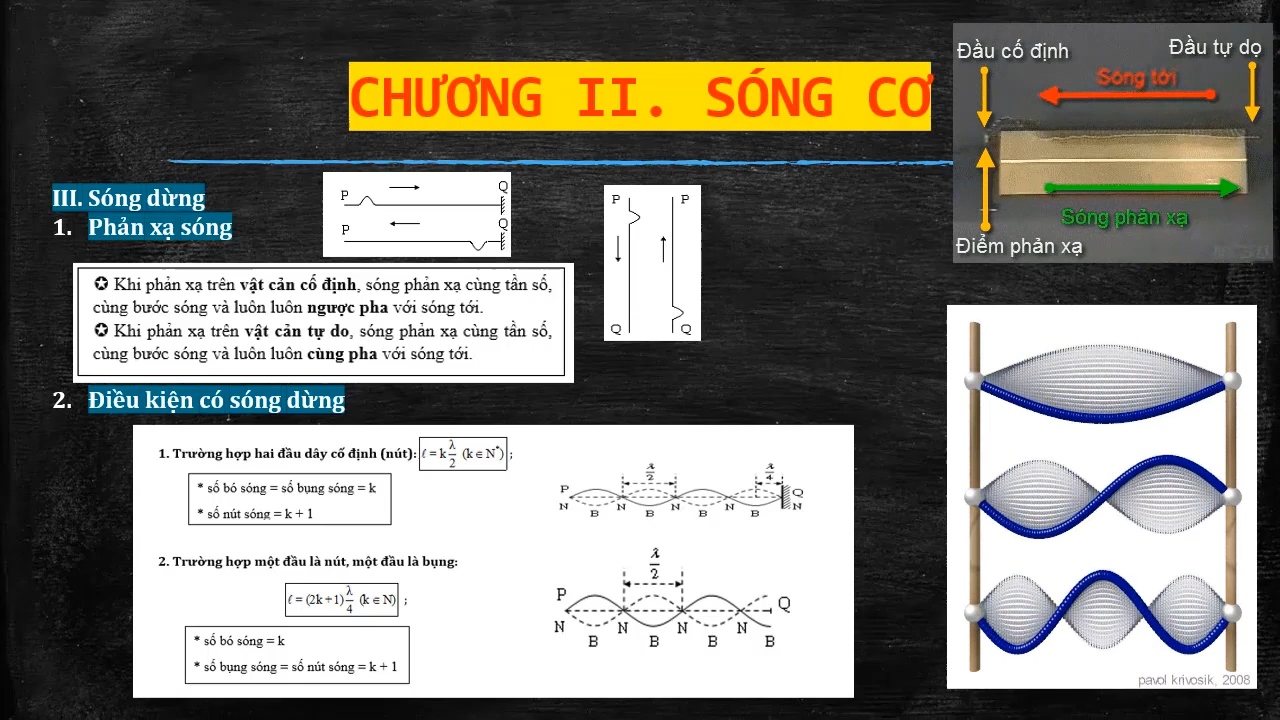 CHƯƠNG II. SÓNG CƠ
Đầu cố định
Đầu tự do
Sóng tới
Sóng phản xạ
Điểm phản xạ
III. Sóng dừng
1. Phản xạ sóng
P Q
P Q
P P
Q Q
✪ Khi phản xạ trên vật cản cố định, sóng phản xạ cùng tần số,
cùng bước sóng và luôn luôn ngược pha với sóng tới.
✪ Khi phản xạ trên vật cản tự do, sóng phản xạ cùng tần số,
cùng bước sóng và luôn luôn cùng pha với sóng tới.
2. Điều kiện có sóng dừng
1. Trường hợp hai đầu dây cố định (nút): ℓ = k λ/2 (k ∈ N*) ;
* số bó sóng = số bụng sóng = k
* số nút sóng = k + 1
λ/2 λ/4
P Q
N B N B N B N B N
2. Trường hợp một đầu là nút, một đầu là bụng:
ℓ = (2k+1) λ/4 (k ∈ N) ;
* số bó sóng = k
* số bụng sóng = số nút sóng = k + 1
λ/2
P Q
N B N B N B N B
pavol krivosik, 2008